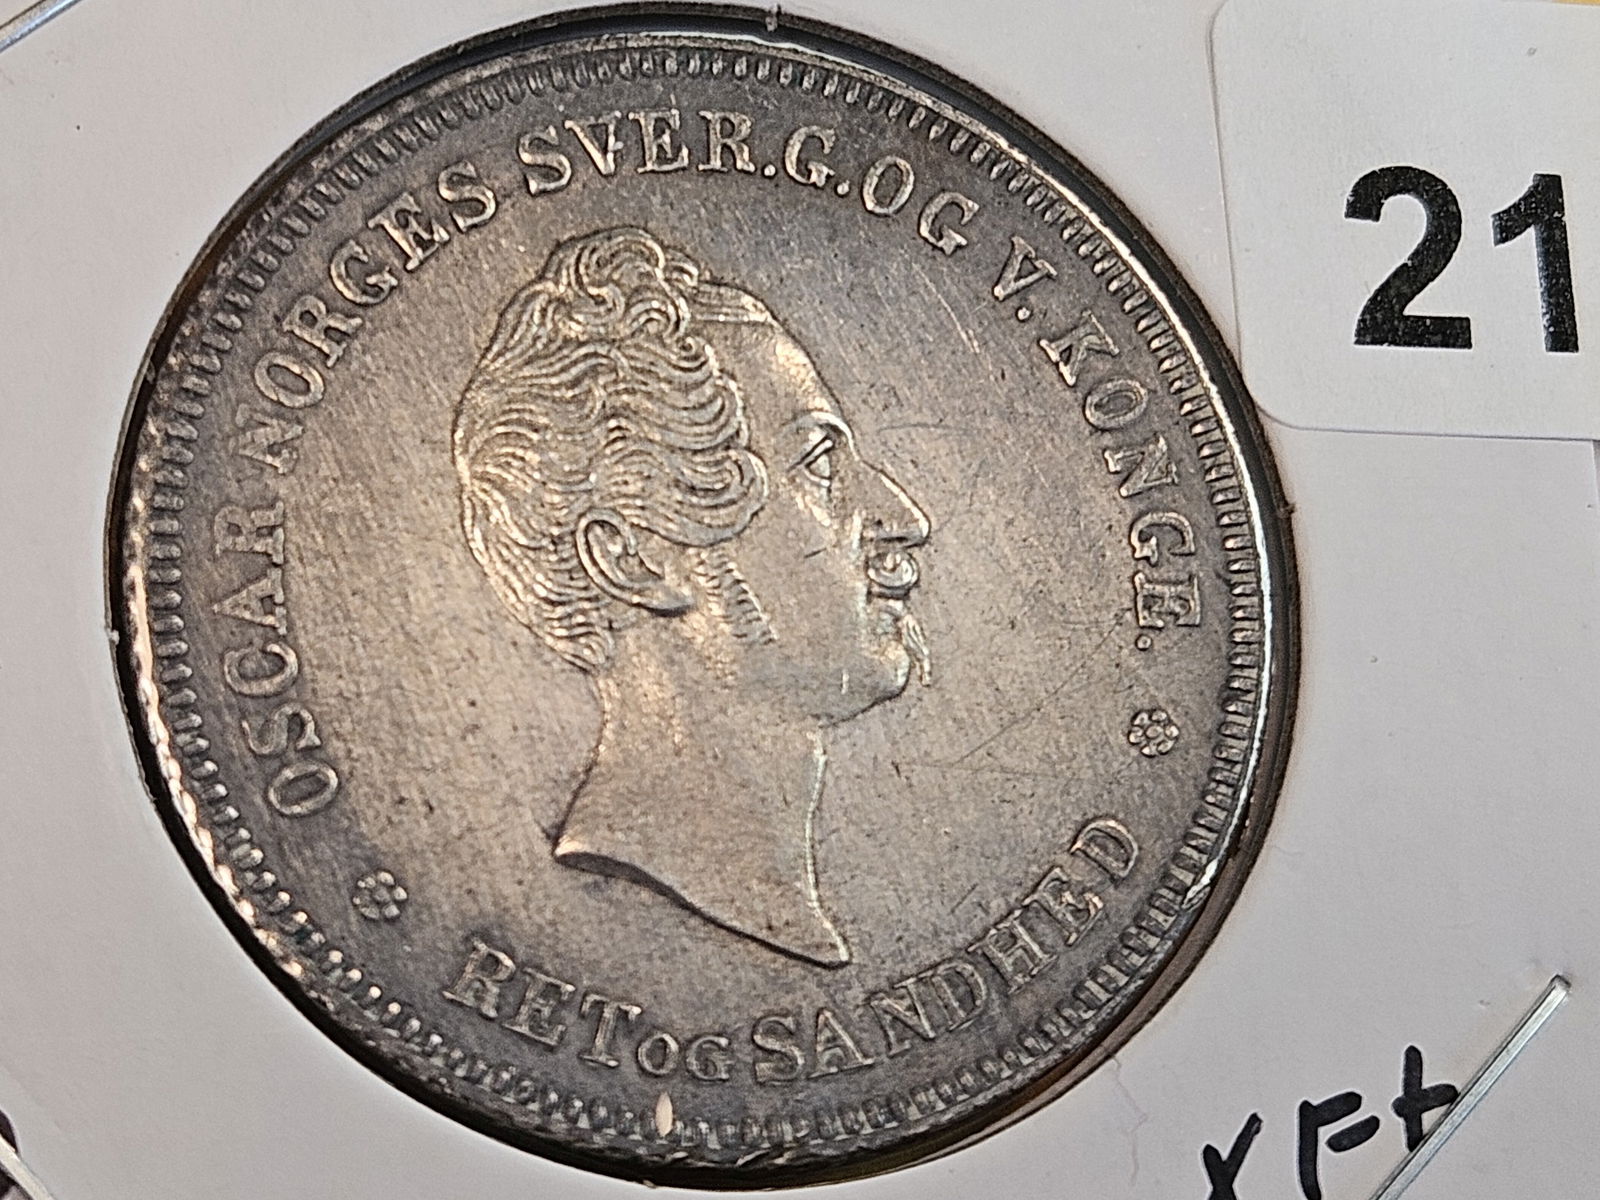 OSCAR NORGES SVER.G.OG V. KONGE.
RET OG SANDHED
21
XF+